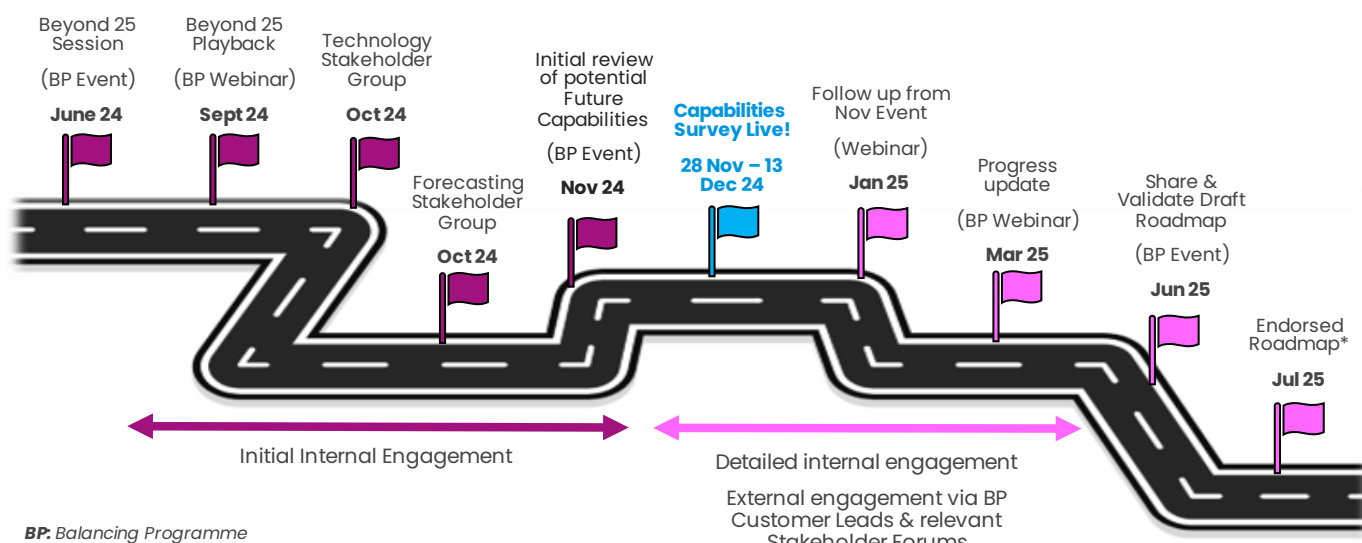 Beyond 25
Session
(BP Event)
June 24
Beyond 25
Playback
(BP Webinar)
Sept 24
Technology
Stakeholder
Group
Oct 24
Forecasting
Stakeholder
Group
Oct 24
Initial review
of potential
Future
Capabilities
(BP Event)
Nov 24
Capabilities
Survey Live!
28 Nov – 13
Dec 24
Follow up from
Nov Event
(Webinar)
Jan 25
Progress
update
(BP Webinar)
Mar 25
Share &
Validate Draft
Roadmap
(BP Event)
Jun 25
Endorsed
Roadmap*
Jul 25
Initial Internal Engagement
Detailed internal engagement
External engagement via BP
Customer Leads & relevant
Stakeholder Forums
BP: Balancing Programme